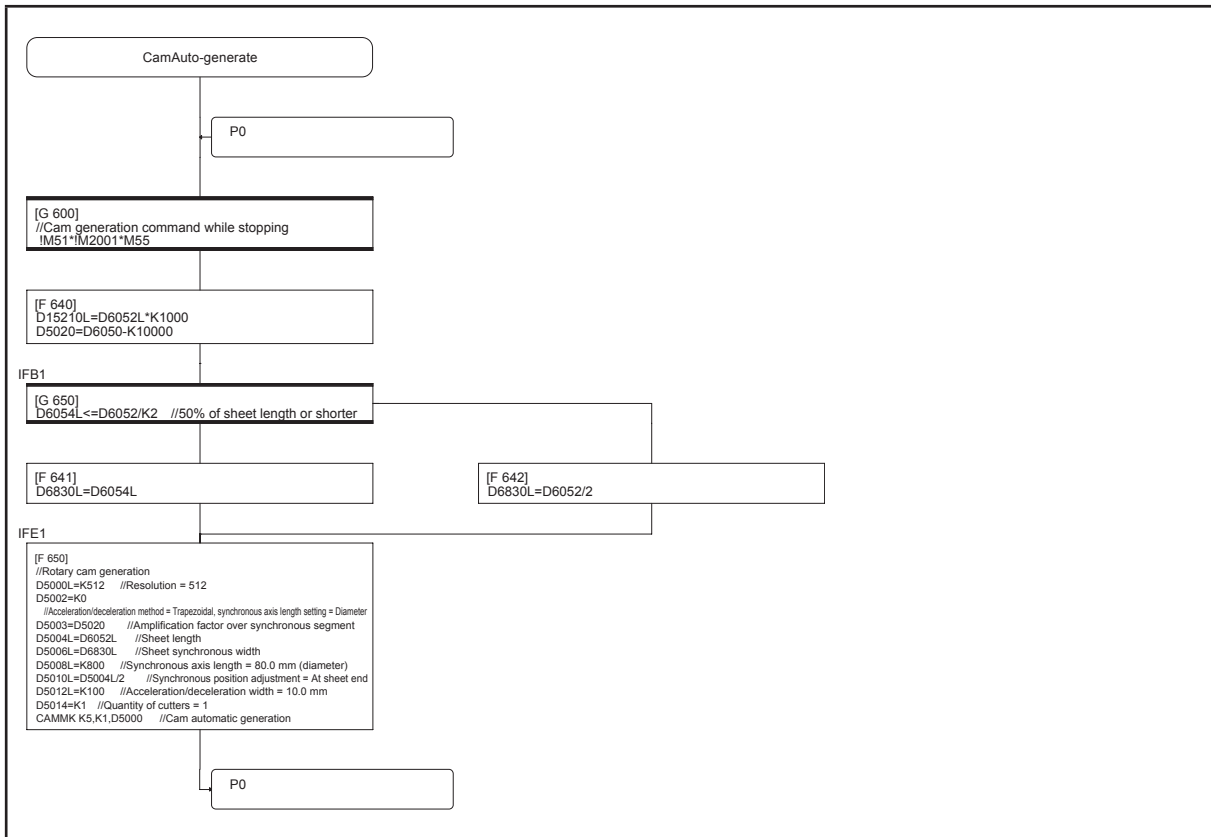 CamAuto-generate
P0
[G 600]
//Cam generation command while stopping
!M51*!M2001*M55
[F 640]
D15210L=D6052L*K1000
D5020=D6050-K10000
IFB1
[G 650]
D6054L<=D6052/K2 //50% of sheet length or shorter
[F 641]
D6830L=D6054L
[F 642]
D6830L=D6052/2
IFE1
[F 650]
//Rotary cam generation
D5000L=K512 //Resolution = 512
D5002=K0
//Acceleration/deceleration method = Trapezoidal, synchronous axis length setting = Diameter
D5003=D5020 //Amplification factor over synchronous segment
D5004L=D6052L //Sheet length
D5006L=D6830L //Sheet synchronous width
D5008L=K800 //Synchronous axis length = 80.0 mm (diameter)
D5010L=D5004L/2 //Synchronous position adjustment = At sheet end
D5012L=K100 //Acceleration/deceleration width = 10.0 mm
D5014=K1 //Quantity of cutters = 1
CAMMK K5,K1,D5000 //Cam automatic generation
P0